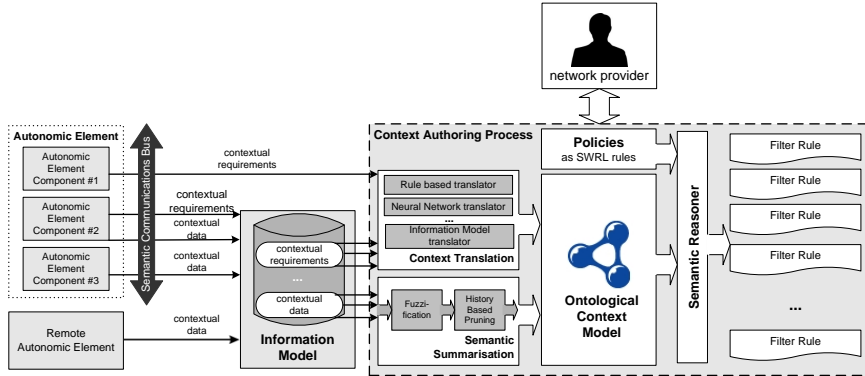 network provider
Autonomic Element
Autonomic
Element
Component #1
Autonomic
Element
Component #2
Autonomic
Element
Component #3
Remote
Autonomic Element
Semantic Communications Bus
contextual
requirements
contextual
requirements
contextual
data
contextual
data
contextual
data
contextual
requirements
...
contextual
data
Information
Model
Context Authoring Process
Rule based translator
Neural Network translator
...
Information Model
translator
Context Translation
Fuzzi-
fication
History
Based
Pruning
Semantic
Summarisation
Policies
as SWRL rules
Ontological
Context
Model
Semantic Reasoner
Filter Rule
Filter Rule
Filter Rule
Filter Rule
...
Filter Rule